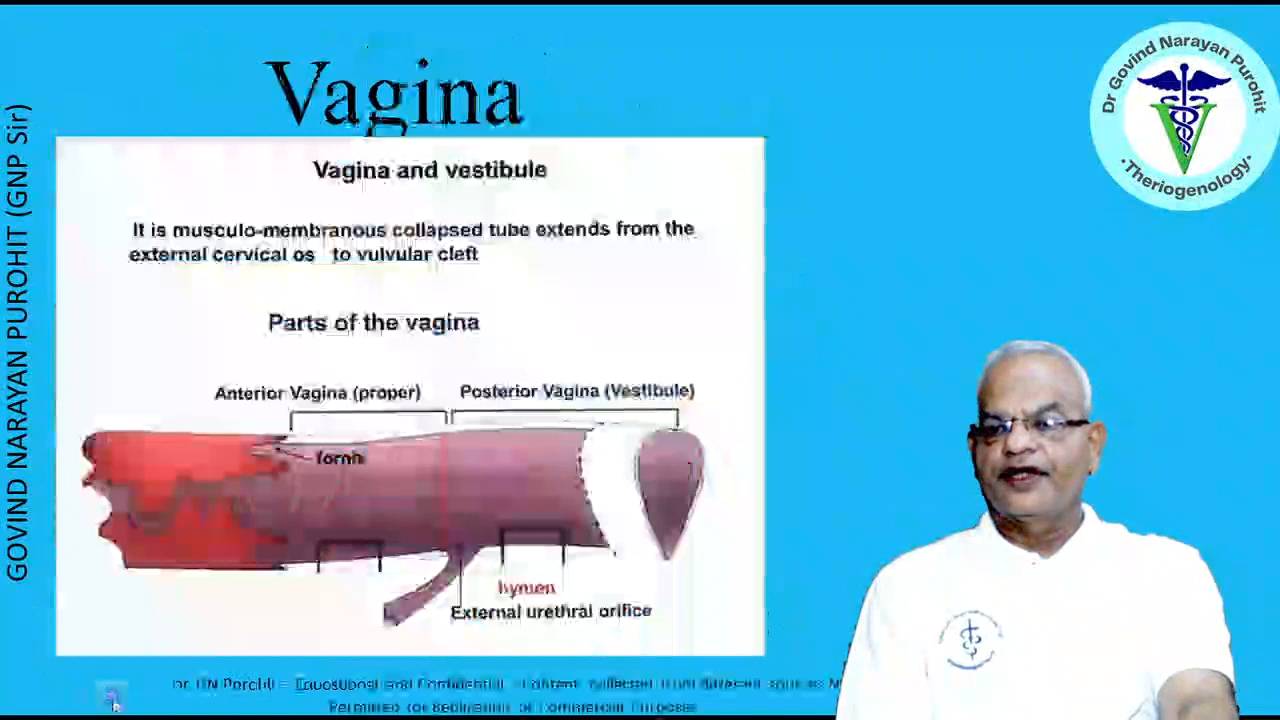 Vagina
Vagina and vestibule
It is musculo-membranous collapsed tube extends from the
external cervical os to vulvular cleft
Parts of the vagina
Anterior Vagina (proper)
Posterior Vagina (Vestibule)
hymen
External urethral orifice
GOVIND NARAYAN PUROHIT (GNP Sir)
Dr Govind Narayan Purohit
Theriogenology